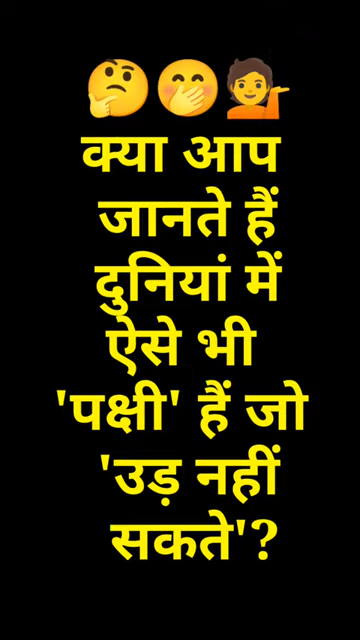 🤔🤭💁
क्या आप
जानते हैं
दुनियां में
ऐसे भी
'पक्षी' हैं जो
'उड़ नहीं
सकते'?